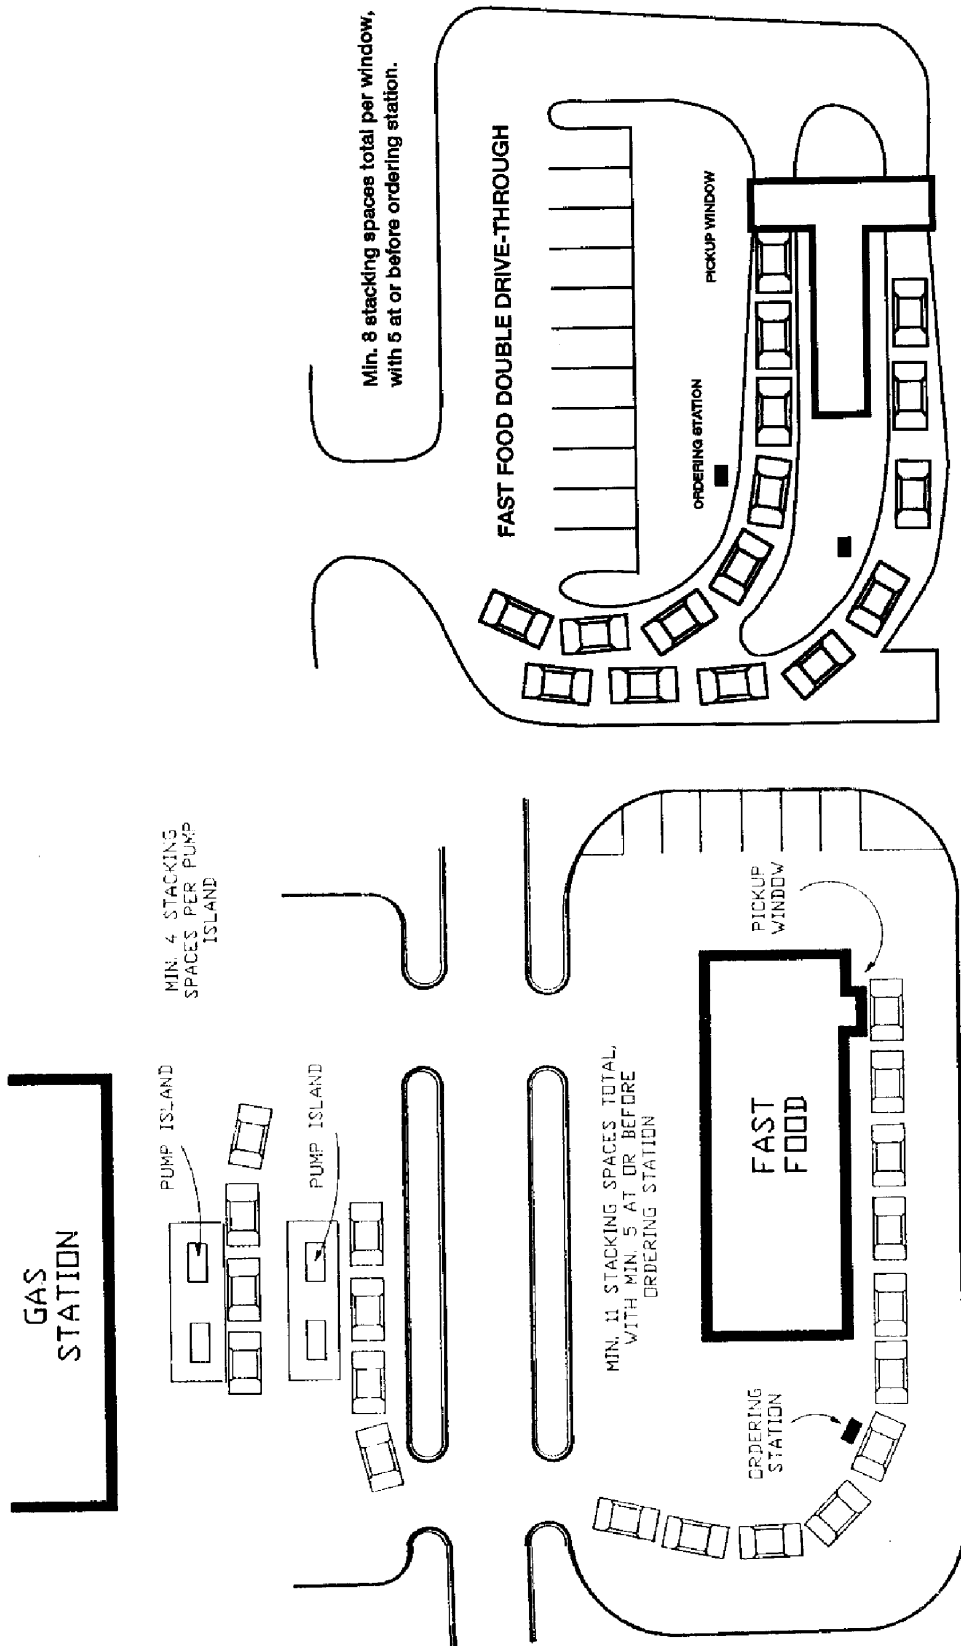 GAS
STATION
MIN. 4 STACKING
SPACES PER PUMP
ISLAND
PUMP ISLAND
PUMP ISLAND
MIN. 11 STACKING SPACES TOTAL,
WITH MIN. 5 AT OR BEFORE
ORDERING STATION
FAST
FOOD
ORDERING
STATION
PICKUP
WINDOW
Min. 8 stacking spaces total per window,
with 5 at or before ordering station.
FAST FOOD DOUBLE DRIVE-THROUGH
ORDERING STATION
PICKUP WINDOW